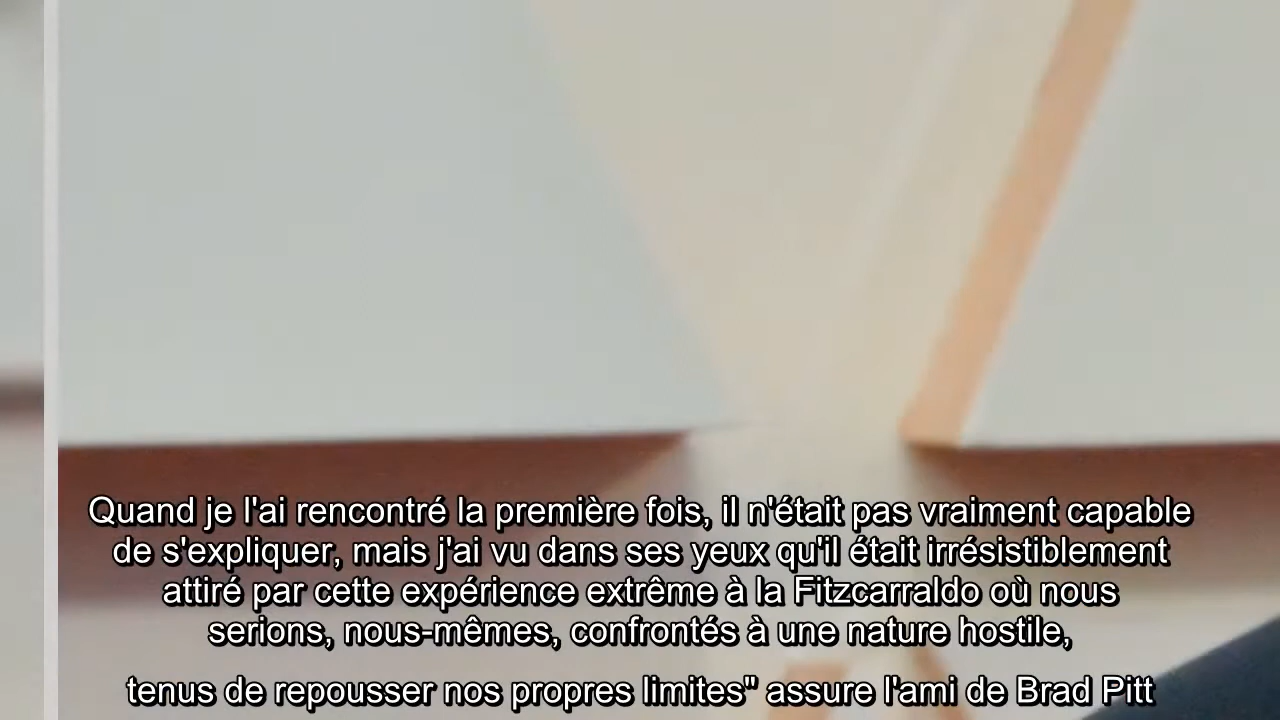 Quand je l'ai rencontré la première fois, il n'était pas vraiment capable
de s'expliquer, mais j'ai vu dans ses yeux qu'il était irrésistiblement
attiré par cette expérience extrême à la Fitzcarraldo où nous
serions, nous-mêmes, confrontés à une nature hostile,
tenus de repousser nos propres limites" assure l'ami de Brad Pitt